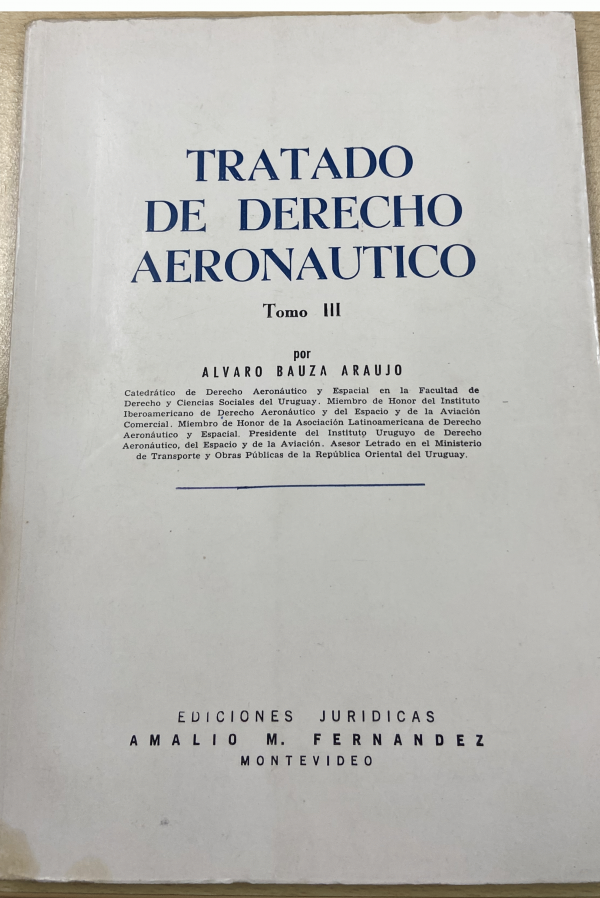 TRATADO
DE DERECHO
AERONAUTICO
Tomo III
por
ALVARO BAUZA ARAUJO
Catedrático de Derecho Aeronáutico y Espacial en la Facultad de
Derecho y Ciencias Sociales del Uruguay. Miembro de Honor del Instituto
Iberoamericano de Derecho Aeronáutico y del Espacio y de la Aviación
Comercial. Miembro de Honor de la Asociación Latinoamericana de Derecho
Aeronáutico y Espacial. Presidente del Instituto Uruguyo de Derecho
Aeronáutico, del Espacio y de la Aviación. Asesor Letrado en el Ministerio
de Transporte y Obras Públicas de la República Oriental del Uruguay.
EDICIONES JURIDICAS
AMALIO M. FERNANDEZ
MONTEVIDEO